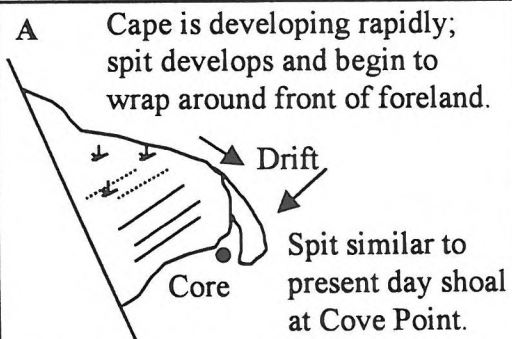 A
Cape is developing rapidly;
spit develops and begin to
wrap around front of foreland.
Drift
Spit similar to
present day shoal
at Cove Point.
Core